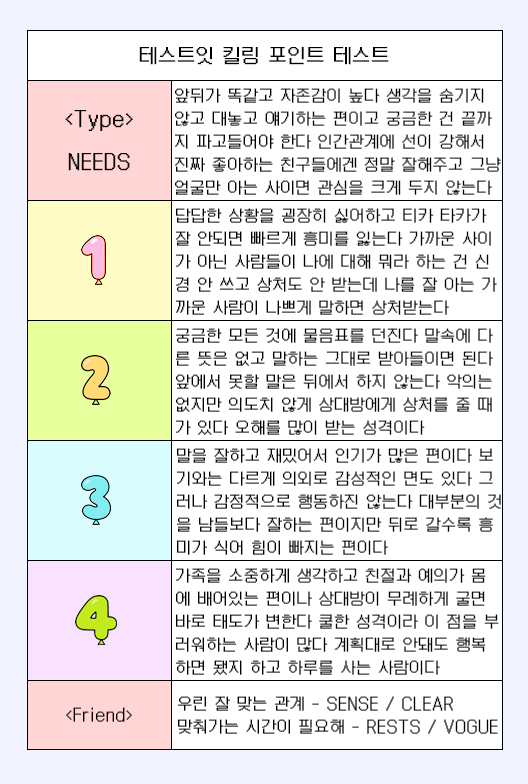 테스트잇 킬링 포인트 테스트
<Type>
NEEDS
앞뒤가 똑같고 자존감이 높다 생각을 숨기지
않고 대놓고 얘기하는 편이고 궁금한 건 끝까
지 파고들어야 한다 인간관계에 선이 강해서
진짜 좋아하는 친구들에겐 정말 잘해주고 그냥
얼굴만 아는 사이면 관심을 크게 두지 않는다
1
답답한 상황을 굉장히 싫어하고 티카 타카가
잘 안되면 빠르게 흥미를 잃는다 가까운 사이
가 아닌 사람들이 나에 대해 뭐라 하는 건 신
경 안 쓰고 상처도 안 받는데 나를 잘 아는 가
까운 사람이 나쁘게 말하면 상처받는다
2
궁금한 모든 것에 물음표를 던진다 말속에 다
른 뜻은 없고 말하는 그대로 받아들이면 된다
앞에서 못할 말은 뒤에서 하지 않는다 악의는
없지만 의도치 않게 상대방에게 상처를 줄 때
가 있다 오해를 많이 받는 성격이다
3
말을 잘하고 재밌어서 인기가 많은 편이다 보
기와는 다르게 의외로 감성적인 면도 있다 그
러나 감정적으로 행동하진 않는다 대부분의 것
을 남들보다 잘하는 편이지만 뒤로 갈수록 흥
미가 식어 힘이 빠지는 편이다
4
가족을 소중하게 생각하고 친절과 예의가 몸
에 배어있는 편이나 상대방이 무례하게 굴면
바로 태도가 변한다 쿨한 성격이라 이 점을 부
러워하는 사람이 많다 계획대로 안돼도 행복
하면 됐지 하고 하루를 사는 사람이다
<Friend>
우린 잘 맞는 관계 - SENSE / CLEAR
맞춰가는 시간이 필요해 - RESTS / VOGUE